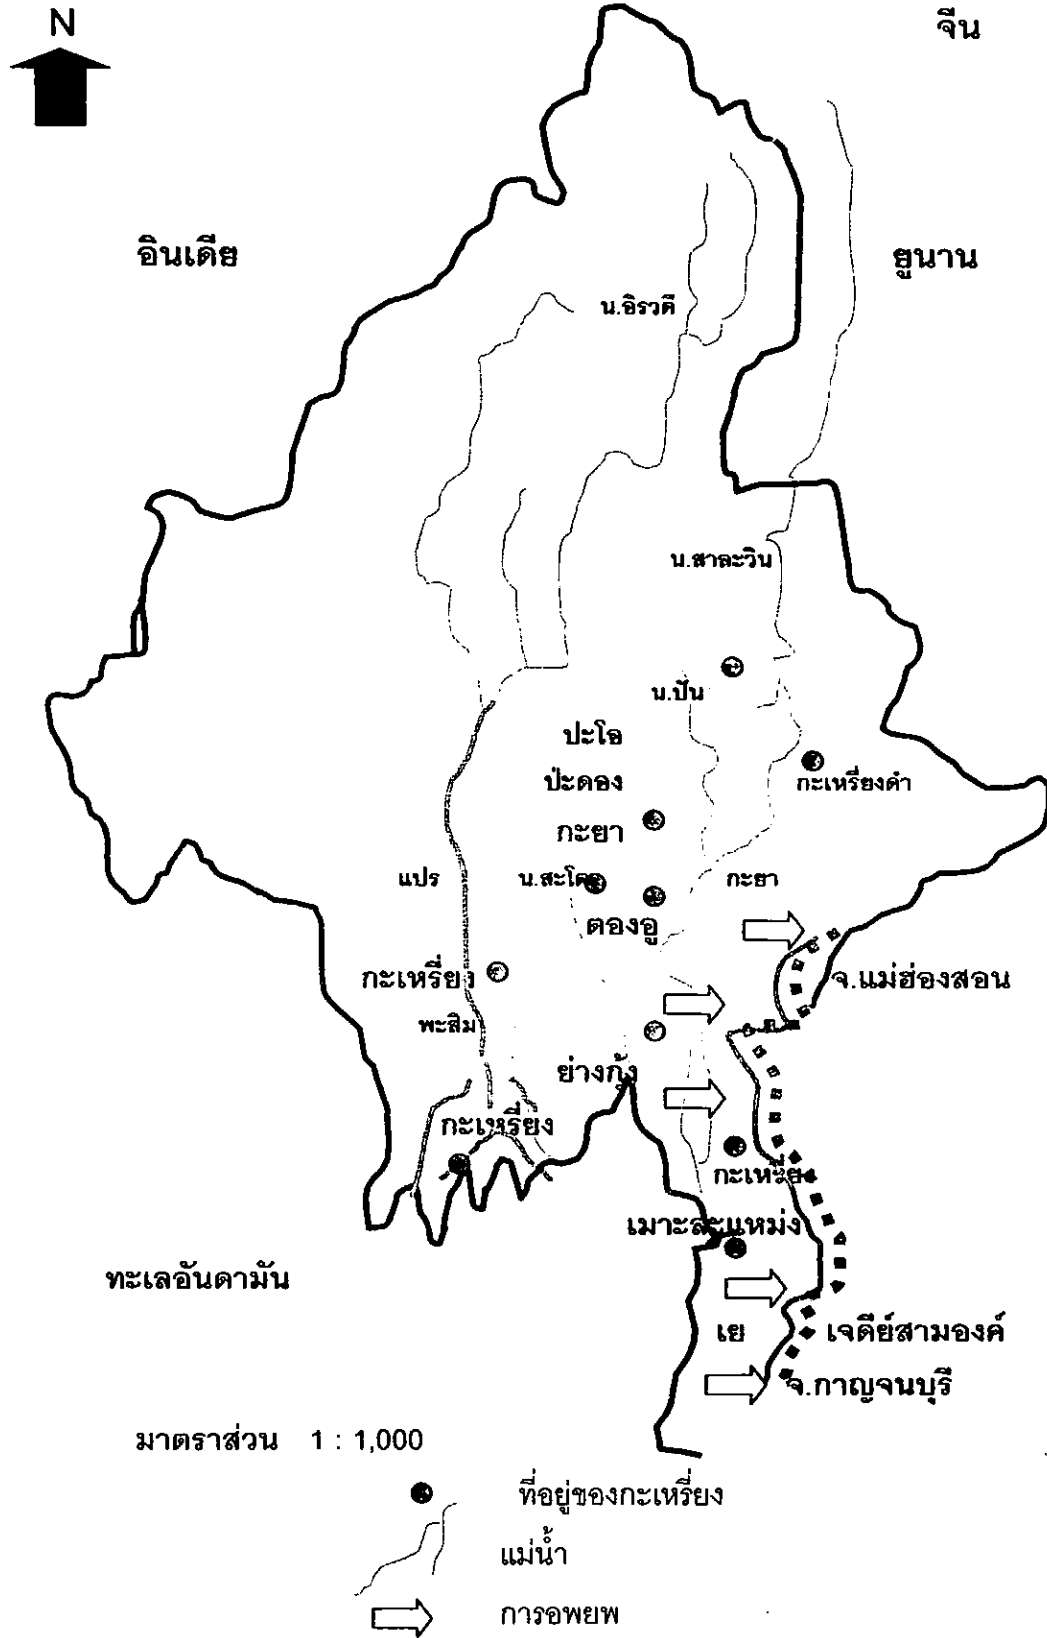 N
จีน
อินเดีย
ยูนาน
น.อิรวดี
น.สาละวิน
น.ปั่น
ปะโอ
ป่ะดอง
กะเหรี่ยงดำ
กะยา
แปร
กะยา
ตองอู
กะเหรี่ยง
จ.แม่ฮ่องสอน
พะสิม
ย่างกุ้ง
กะเหรี่ยง
กะเหรี่ยง
เมาะละแหม่ง
ทะเลอันดามัน
เย
เจดีย์สามองค์
จ.กาญจนบุรี
มาตราส่วน 1 : 1,000
ที่อยู่ของกะเหรี่ยง
แม่น้ำ
การอพยพ